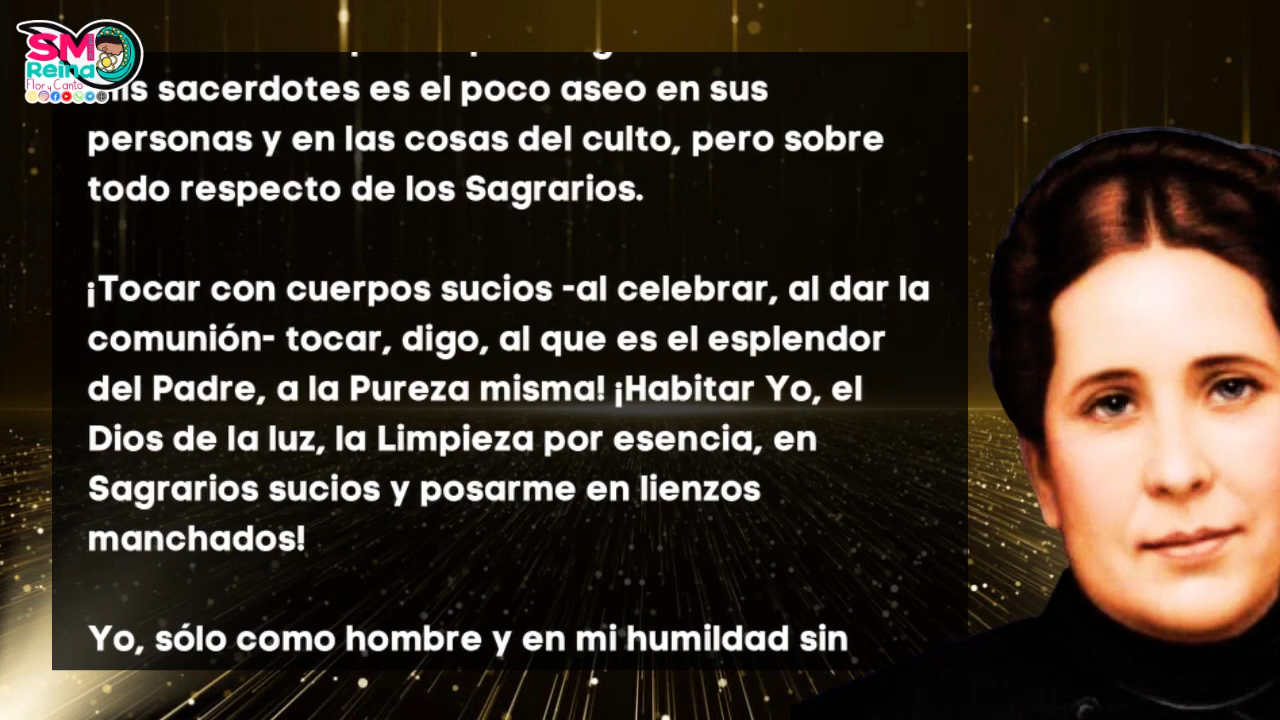 SM
Reina
Flor y Canto
sacerdotes es el poco aseo en sus
personas y en las cosas del culto, pero sobre
todo respecto de los Sagrarios.
¡Tocar con cuerpos sucios -al celebrar, al dar la
comunión- tocar, digo, al que es el esplendor
del Padre, a la Pureza misma! ¡Habitar Yo, el
Dios de la luz, la Limpieza por esencia, en
Sagrarios sucios y posarme en lienzos
manchados!
Yo, sólo como hombre y en mi humildad sin